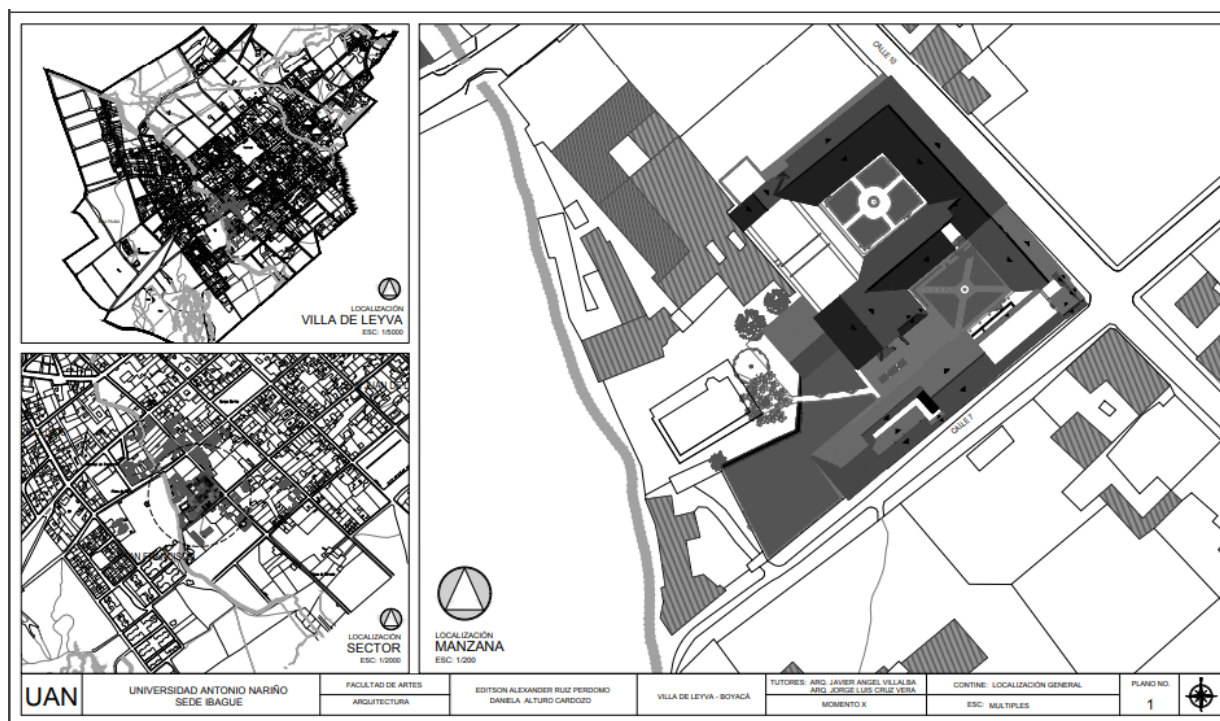 LOCALIZACIÓN
VILLA DE LEYVA
ESC: 1/5000
LOCALIZACIÓN
SECTOR
ESC: 1/2000
CALLE 10
CALLE 7
LOCALIZACIÓN
MANZANA
ESC: 1/200
UAN
UNIVERSIDAD ANTONIO NARIÑO
SEDE IBAGUE
FACULTAD DE ARTES
ARQUITECTURA
EDITSON ALEXANDER RUIZ PERDOMO
DANIELA ALTURO CARDOZO
VILLA DE LEYVA - BOYACÁ
TUTORES: ARQ. JAVIER ANGEL VILLALBA
ARQ. JORGE LUIS CRUZ VERA
MOMENTO X
CONTINE: LOCALIZACIÓN GENERAL
ESC: MULTIPLES
PLANO NO.
1